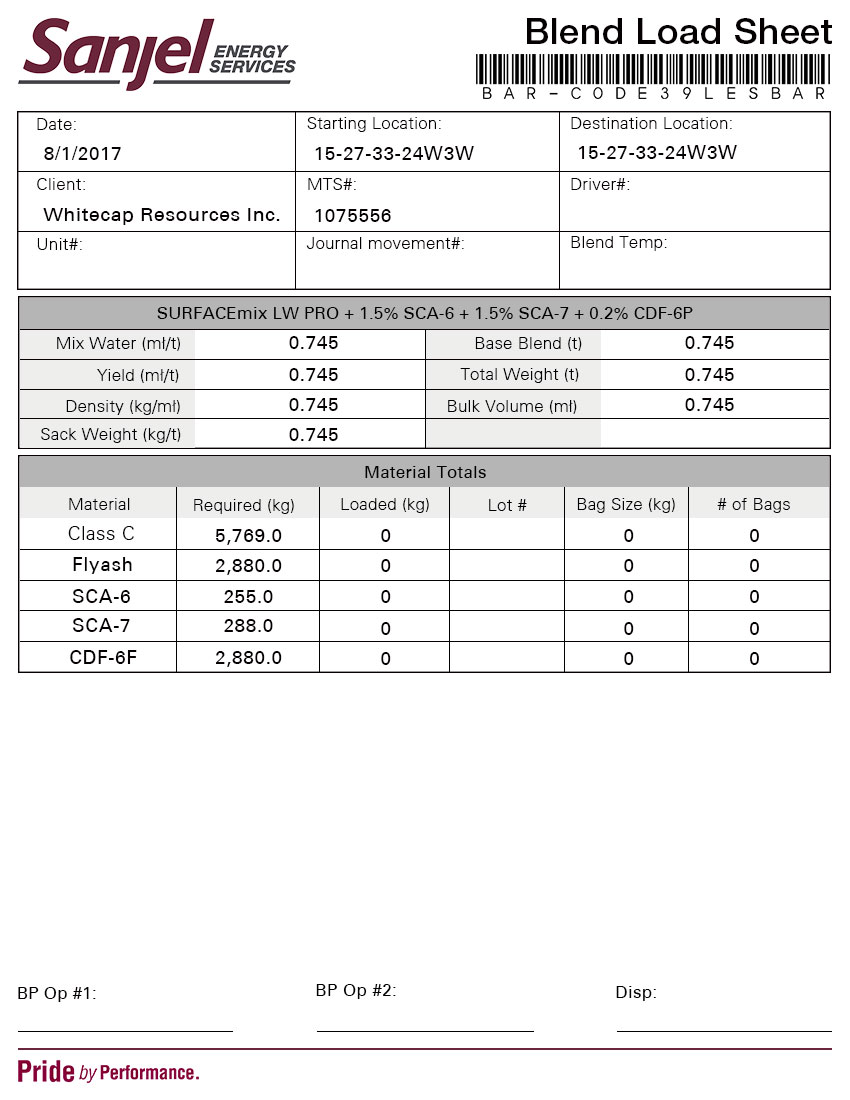 Sanjel ENERGY SERVICES
Blend Load Sheet
BAR-CODE39LESBAR
Date: Starting Location: Destination Location:
8/1/2017 15-27-33-24W3W 15-27-33-24W3W
Client: MTS#: Driver#:
Whitecap Resources Inc. 1075556
Unit#: Journal movement#: Blend Temp:
SURFACEmix LW PRO + 1.5% SCA-6 + 1.5% SCA-7 + 0.2% CDF-6P
Mix Water (mł/t) 0.745 Base Blend (t) 0.745
Yield (mł/t) 0.745 Total Weight (t) 0.745
Density (kg/mł) 0.745 Bulk Volume (mł) 0.745
Sack Weight (kg/t) 0.745
Material Totals
Material Required (kg) Loaded (kg) Lot # Bag Size (kg) # of Bags
Class C 5,769.0 0 0 0
Flyash 2,880.0 0 0 0
SCA-6 255.0 0 0 0
SCA-7 288.0 0 0 0
CDF-6F 2,880.0 0 0 0
BP Op #1: BP Op #2: Disp:
Pride by Performance.